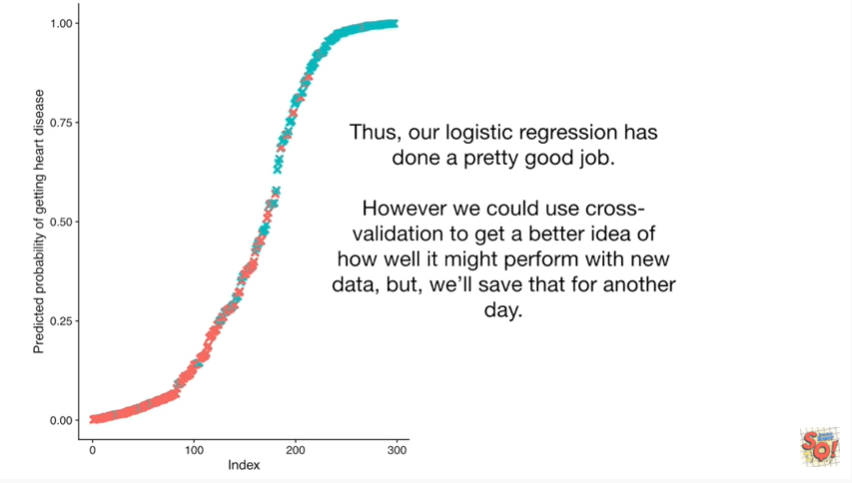 1.00
0.75
0.50
0.25
0.00
Predicted probability of getting heart disease
0
100
200
300
Index
Thus, our logistic regression has
done a pretty good job.
However we could use cross-
validation to get a better idea of
how well it might perform with new
data, but, we’ll save that for another
day.
SQ!